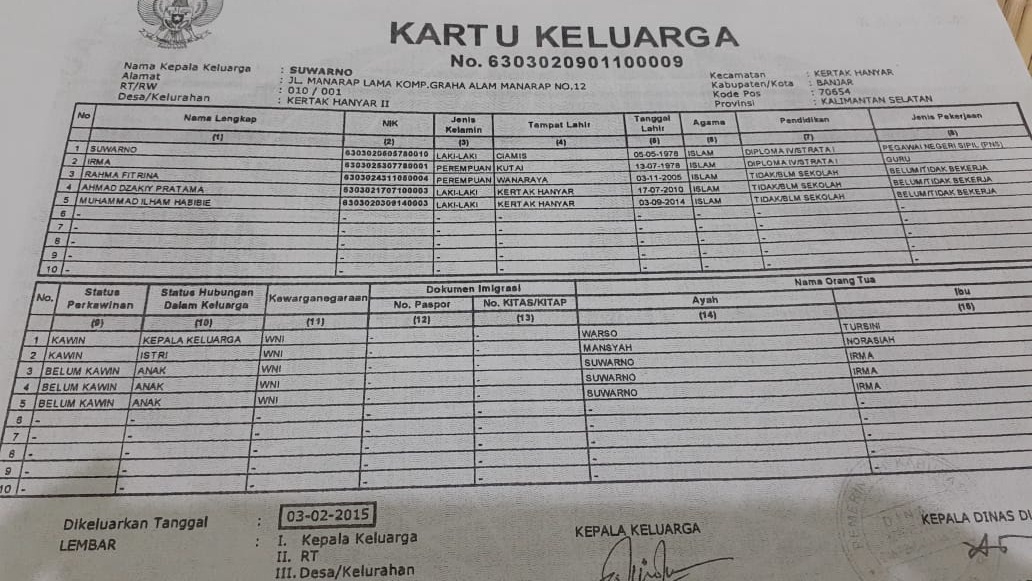 KARTU KELUARGA
No. 6303020901100009
Nama Kepala Keluarga : SUWARNO
Alamat : JL. MANARAP LAMA KOMP.GRAHA ALAM MANARAP NO.12
RT/RW : 010 / 001
Desa/Kelurahan : KERTAK HANYAR II
Kecamatan : KERTAK HANYAR
Kabupaten/Kota : BANJAR
Kode Pos : 70654
Provinsi : KALIMANTAN SELATAN
No Nama Lengkap NIK Jenis Kelamin Tempat Lahir Tanggal Lahir Agama Pendidikan Jenis Pekerjaan
(1) (2) (3) (4) (5) (6) (7) (8)
1 SUWARNO 6303020605780010 LAKI-LAKI CIAMIS 05-05-1978 ISLAM DIPLOMA IV/STRATA I PEGAWAI NEGERI SIPIL (PNS)
2 IRMA 6303025307780001 PEREMPUAN KUTAI 13-07-1978 ISLAM DIPLOMA IV/STRATA I GURU
3 RAHMA FITRINA 6303024311050004 PEREMPUAN WANARAYA 03-11-2005 ISLAM TIDAK/BLM SEKOLAH BELUM/TIDAK BEKERJA
4 AHMAD DZAKIY PRATAMA 6303021707100003 LAKI-LAKI KERTAK HANYAR 17-07-2010 ISLAM TIDAK/BLM SEKOLAH BELUM/TIDAK BEKERJA
5 MUHAMMAD ILHAM HABIBIE 6303020309140003 LAKI-LAKI KERTAK HANYAR 03-09-2014 ISLAM TIDAK/BLM SEKOLAH BELUM/TIDAK BEKERJA
6 - - - - - - - -
7 - - - - - - - -
8 - - - - - - - -
9 - - - - - - - -
10 - - - - - - - -
No. Status Perkawinan Status Hubungan Dalam Keluarga Kewarganegaraan Dokumen Imigrasi Nama Orang Tua
No. Paspor No. KITAS/KITAP Ayah Ibu
(9) (10) (11) (12) (13) (14) (15)
1 KAWIN KEPALA KELUARGA WNI - - WARSO TURBINI
2 KAWIN ISTRI WNI - - MANSYAH NORASIAH
3 BELUM KAWIN ANAK WNI - - SUWARNO IRMA
4 BELUM KAWIN ANAK WNI - - SUWARNO IRMA
5 BELUM KAWIN ANAK WNI - - SUWARNO IRMA
6 - - - - - - -
7 - - - - - - -
8 - - - - - - -
9 - - - - - - -
10 - - - - - - -
Dikeluarkan Tanggal : 03-02-2015
LEMBAR : I. Kepala Keluarga
II. RT
III. Desa/Kelurahan
KEPALA KELUARGA
KEPALA DINAS DU